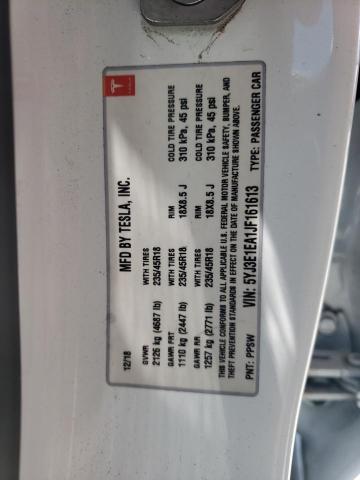 MFD BY TESLA, INC.
12/18
GVWR WITH TIRES RIM COLD TIRE PRESSURE
2126 kg (4687 lb) 235/45R18 18X8.5 J 310 kPa, 45 psi
GAWR FRT WITH TIRES RIM COLD TIRE PRESSURE
1110 kg (2447 lb) 235/45R18 18X8.5 J 310 kPa, 45 psi
GAWR RR WITH TIRES
1257 kg (2771 lb) 235/45R18
THIS VEHICLE CONFORMS TO ALL APPLICABLE U.S. FEDERAL MOTOR VEHICLE SAFETY, BUMPER, AND
THEFT PREVENTION STANDARDS IN EFFECT ON THE DATE OF MANUFACTURE SHOWN ABOVE.
PNT: PPSW VIN: 5YJ3E1EA1JF161613 TYPE: PASSENGER CAR